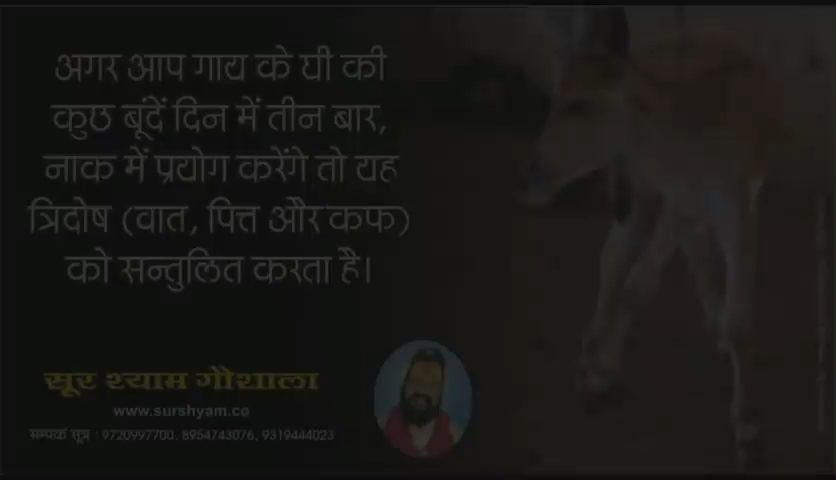 अगर आप गाय के घी की
कुछ बूंदें दिन में तीन बार,
नाक में प्रयोग करेंगे तो यह
त्रिदोष (वात, पित्त और कफ)
को सन्तुलित करता है।
सूर श्याम गौशाला
www.surshyam.co
सम्पर्क सूत्र : 9720997700, 8954743076, 9319444023